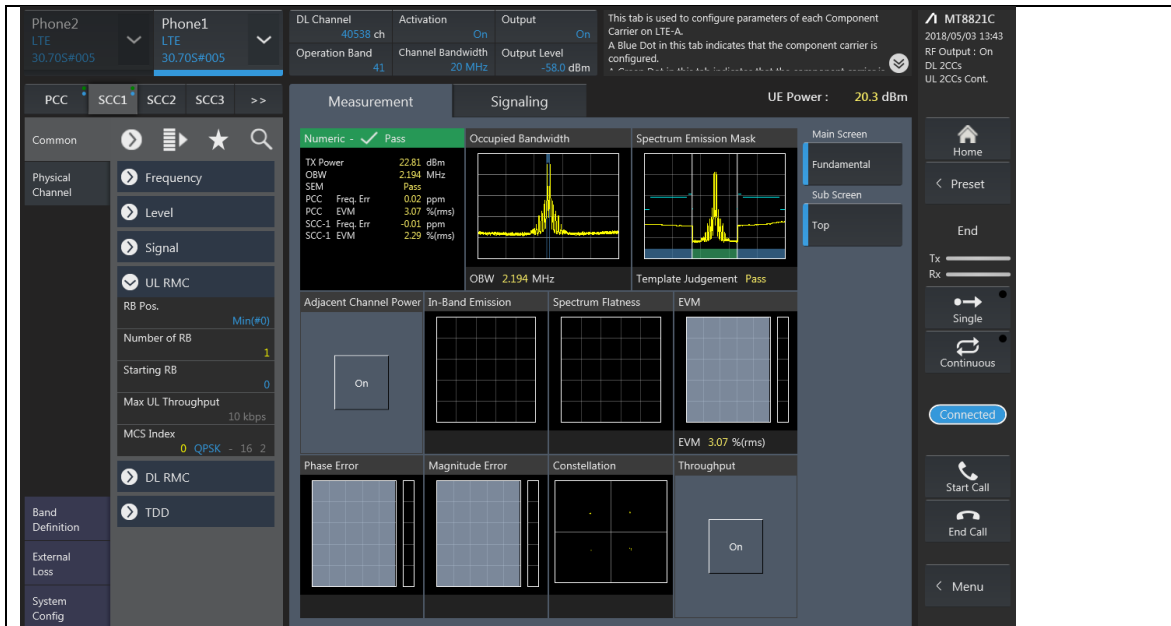 Phone2
LTE
30.70S#005
Phone1
LTE
30.70S#005
DL Channel
40538 ch
Activation
On
Output
On
Operation Band
41
Channel Bandwidth
20 MHz
Output Level
-58.0 dBm
This tab is used to configure parameters of each Component
Carrier on LTE-A.
A Blue Dot in this tab indicates that the component carrier is
configured.
MT8821C
2018/05/03 13:43
RF Output : On
DL 2CCs
UL 2CCs Cont.
PCC SCC1 SCC2 SCC3 >>
Measurement
Signaling
UE Power : 20.3 dBm
Common
Physical
Channel
Frequency
Level
Signal
UL RMC
RB Pos.
Min(#0)
Number of RB
1
Starting RB
0
Max UL Throughput
10 kbps
MCS Index
0 QPSK - 16 2
DL RMC
TDD
Band
Definition
External
Loss
System
Config
Numeric - Pass
TX Power 22.81 dBm
OBW 2.194 MHz
SEM Pass
PCC Freq. Err 0.02 ppm
PCC EVM 3.07 %(rms)
SCC-1 Freq. Err -0.01 ppm
SCC-1 EVM 2.29 %(rms)
Occupied Bandwidth
OBW 2.194 MHz
Spectrum Emission Mask
Template Judgement Pass
Main Screen
Fundamental
Sub Screen
Top
Adjacent Channel Power
On
In-Band Emission
Spectrum Flatness
EVM
EVM 3.07 %(rms)
Phase Error
Magnitude Error
Constellation
Throughput
On
Home
< Preset
End
Tx
Rx
Single
Continuous
Connected
Start Call
End Call
< Menu